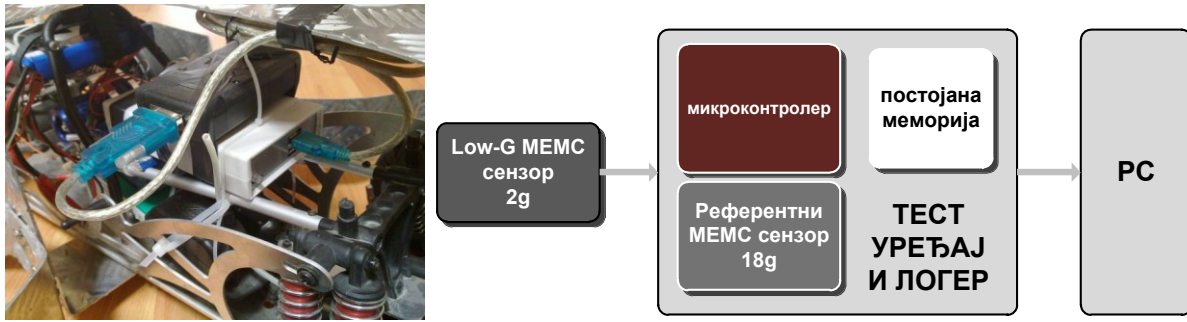 Low-G МЕМС
сензор
2g
микроконтролер
постојана
меморија
Референтни
МЕМС сензор
18g
ТЕСТ
УРЕЂАЈ
И ЛОГЕР
PC